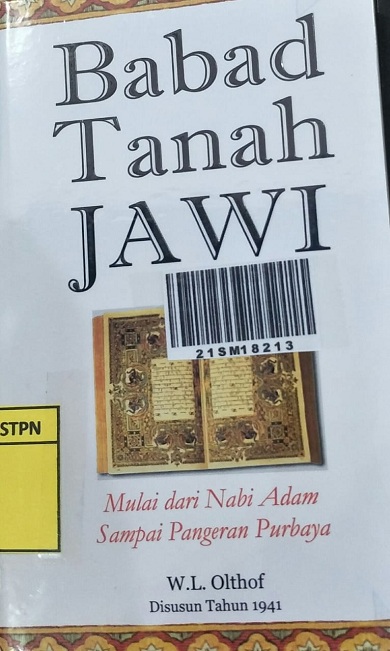 Babad
Tanah
JAWI
21SM18213
STPN
Mulai dari Nabi Adam
Sampai Pangeran Purbaya
W.L. Olthof
Disusun Tahun 1941